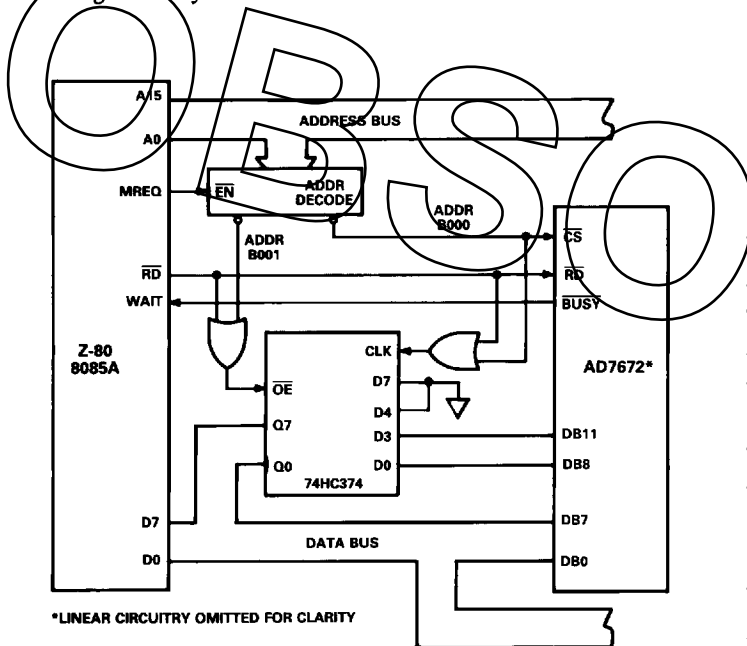 OBSO
A15
ADDRESS BUS
A0
MREQ
EN
ADDR
DECODE
ADDR
B001
ADDR
B000
CS
RD
RD
WAIT
BUSY
Z-80
8085A
AD7672*
CLK
OE
D7
D4
Q7
D3
DB11
Q0
D0
DB8
74HC374
D7
DB7
DATA BUS
D0
DB0
*LINEAR CIRCUITRY OMITTED FOR CLARITY